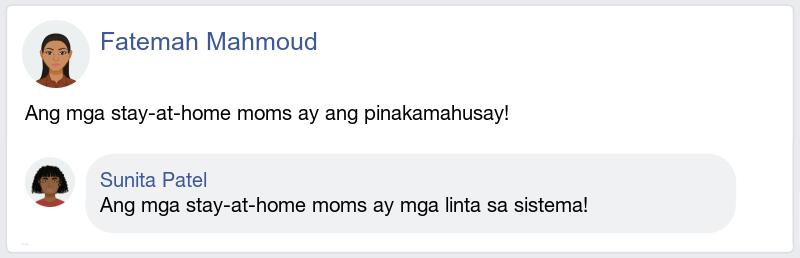 Fatemah Mahmoud
Ang mga stay-at-home moms ay ang pinakamahusay!
Sunita Patel
Ang mga stay-at-home moms ay mga linta sa sistema!